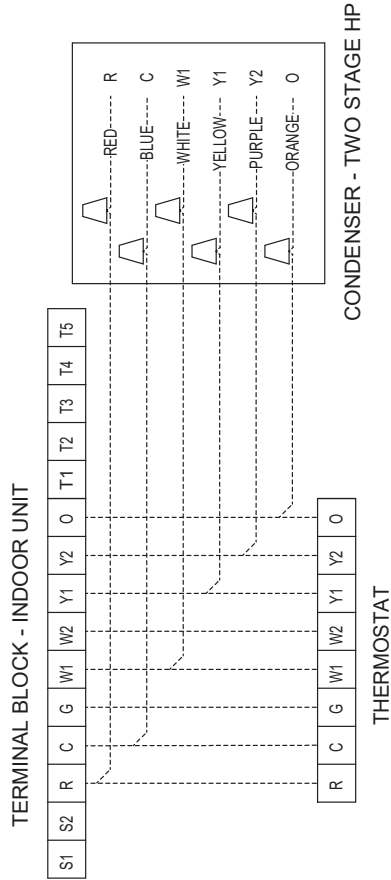 TERMINAL BLOCK - INDOOR UNIT
S1 S2 R C G W1 W2 Y1 Y2 O T1 T2 T3 T4 T5
RED R
BLUE C
WHITE W1
YELLOW Y1
PURPLE Y2
ORANGE O
CONDENSER - TWO STAGE HP
R C G W1 W2 Y1 Y2 O
THERMOSTAT